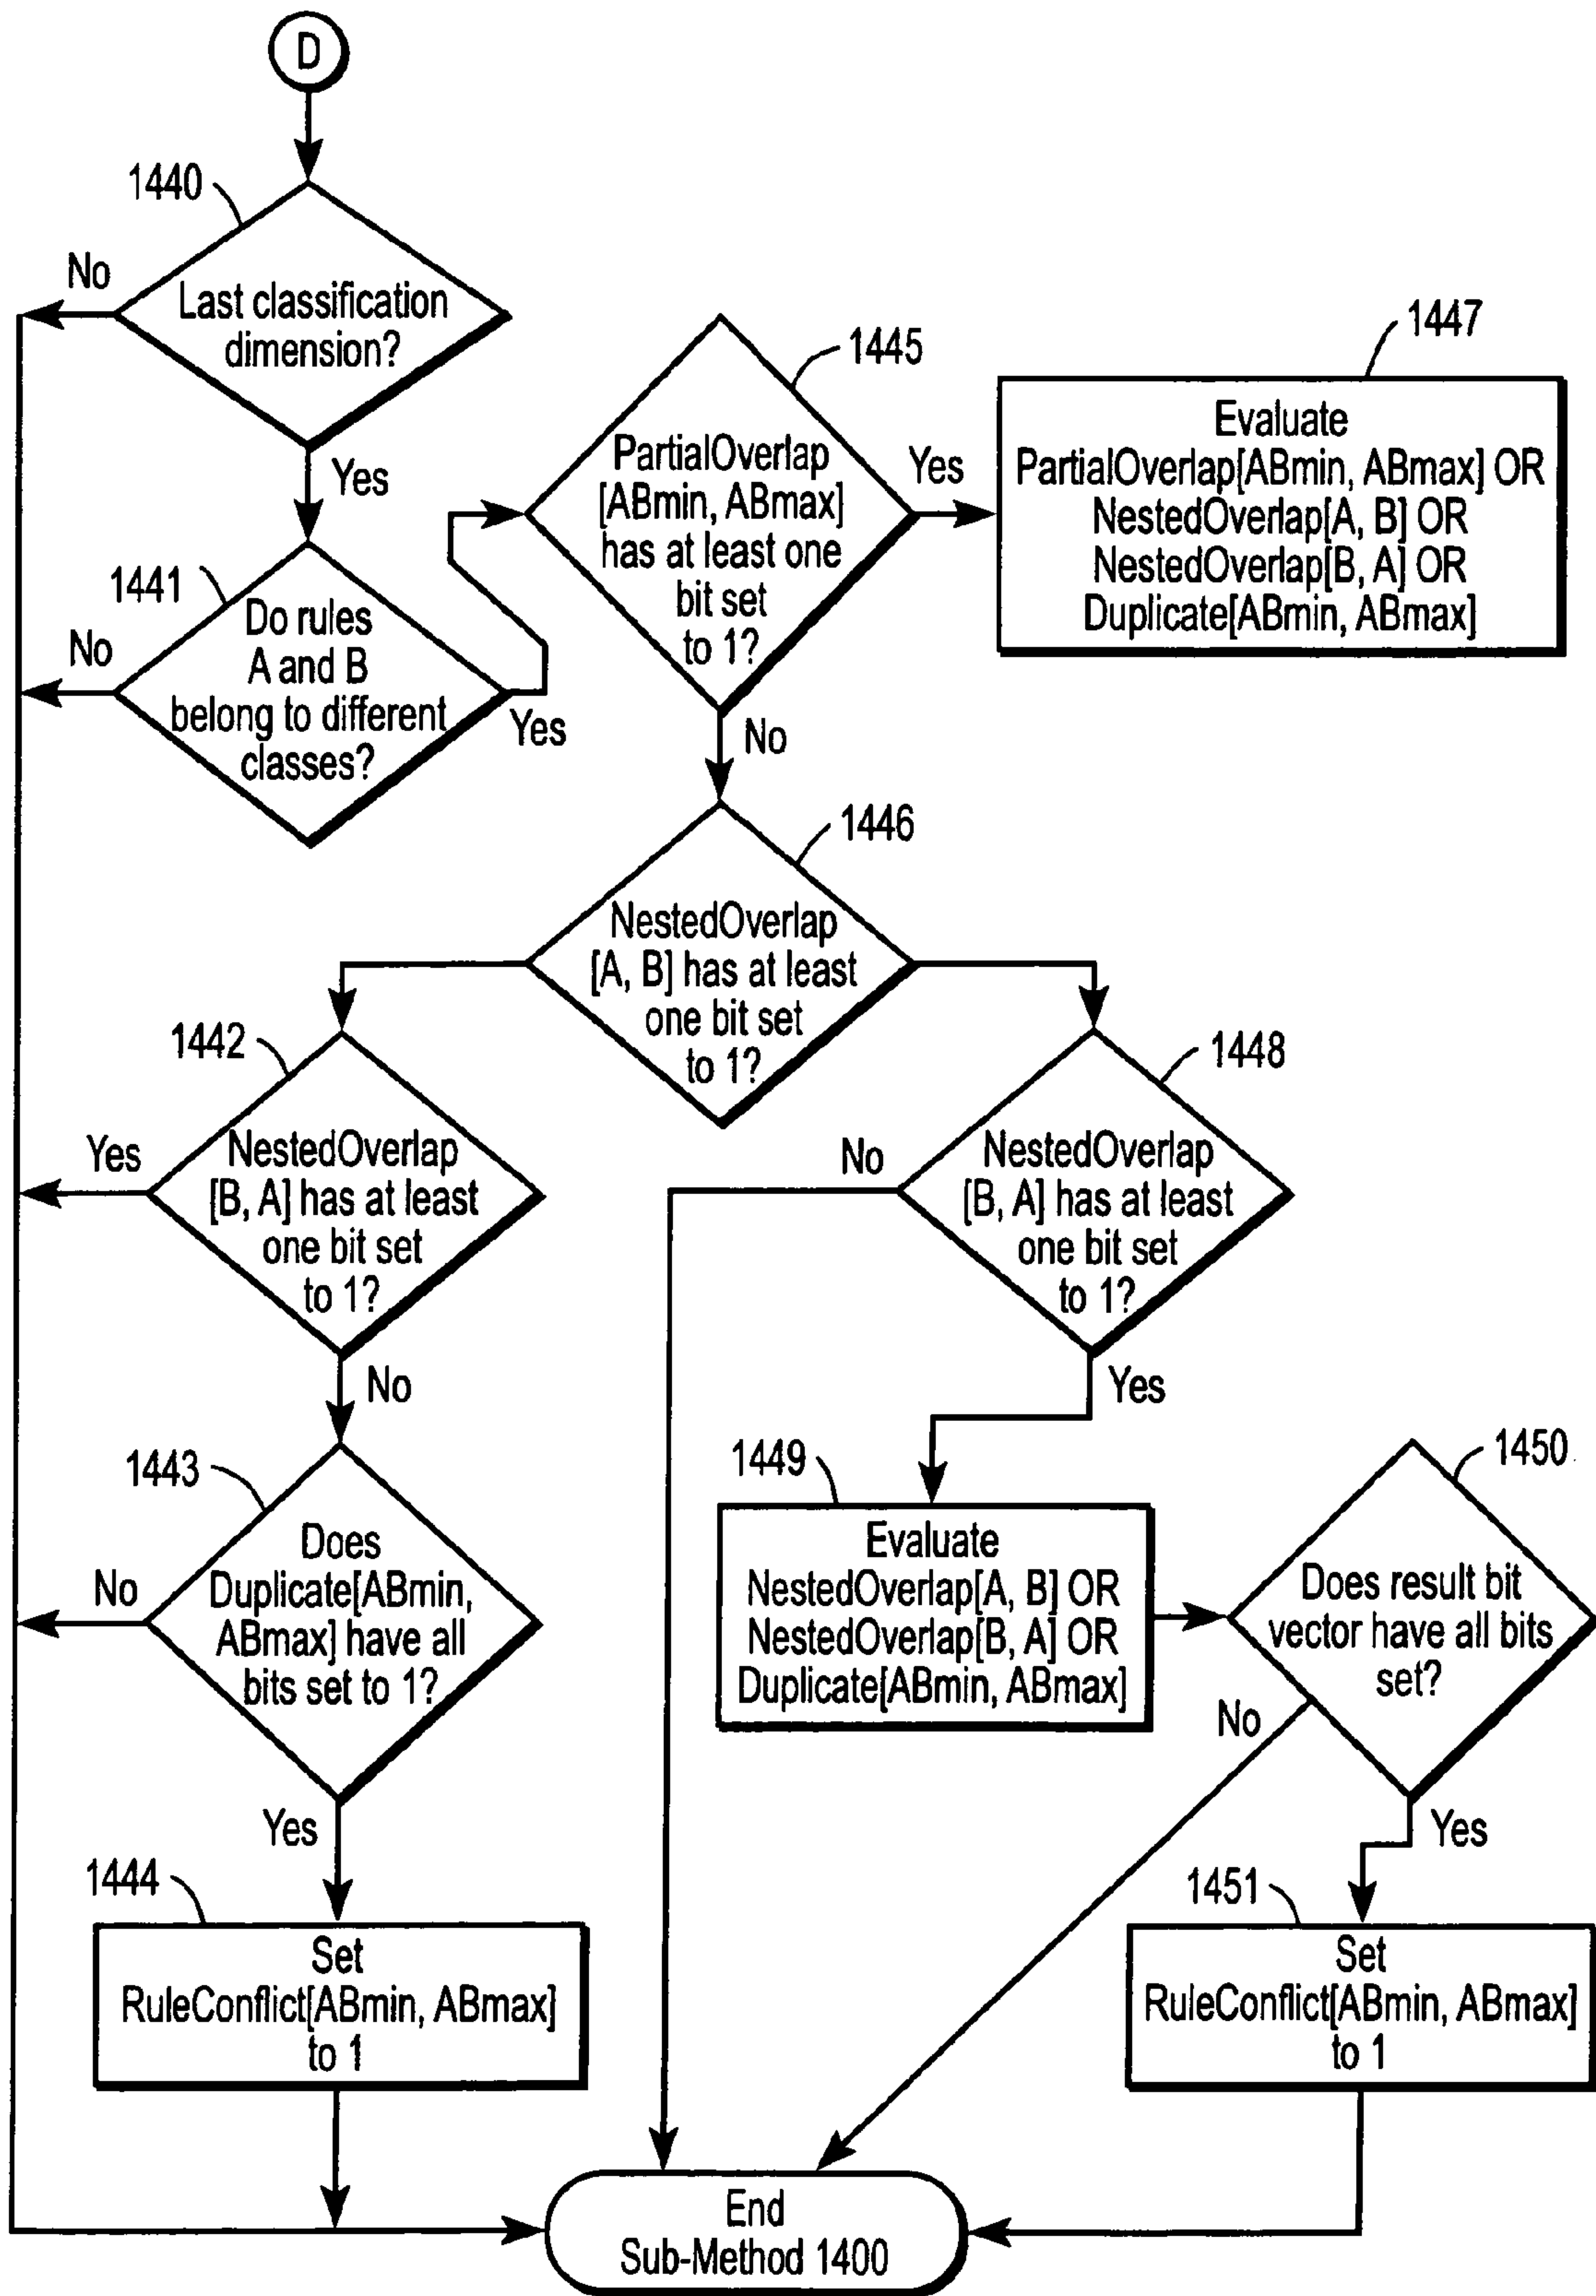 D
1440
No
Last classification
dimension?
Yes
1441
No
Do rules
A and B
belong to different
classes?
Yes
1445
PartialOverlap
[ABmin, ABmax]
has at least one
bit set
to 1?
Yes
No
1447
Evaluate
PartialOverlap[ABmin, ABmax] OR
NestedOverlap[A, B] OR
NestedOverlap[B, A] OR
Duplicate[ABmin, ABmax]
1446
NestedOverlap
[A, B] has at least
one bit set
to 1?
1442
Yes
NestedOverlap
[B, A] has at least
one bit set
to 1?
No
1448
No
NestedOverlap
[B, A] has at least
one bit set
to 1?
Yes
1443
No
Does
Duplicate[ABmin,
ABmax] have all
bits set to 1?
Yes
1449
Evaluate
NestedOverlap[A, B] OR
NestedOverlap[B, A] OR
Duplicate[ABmin, ABmax]
1450
Does result bit
vector have all bits
set?
No
Yes
1444
Set
RuleConflict[ABmin, ABmax]
to 1
1451
Set
RuleConflict[ABmin, ABmax]
to 1
End
Sub-Method 1400